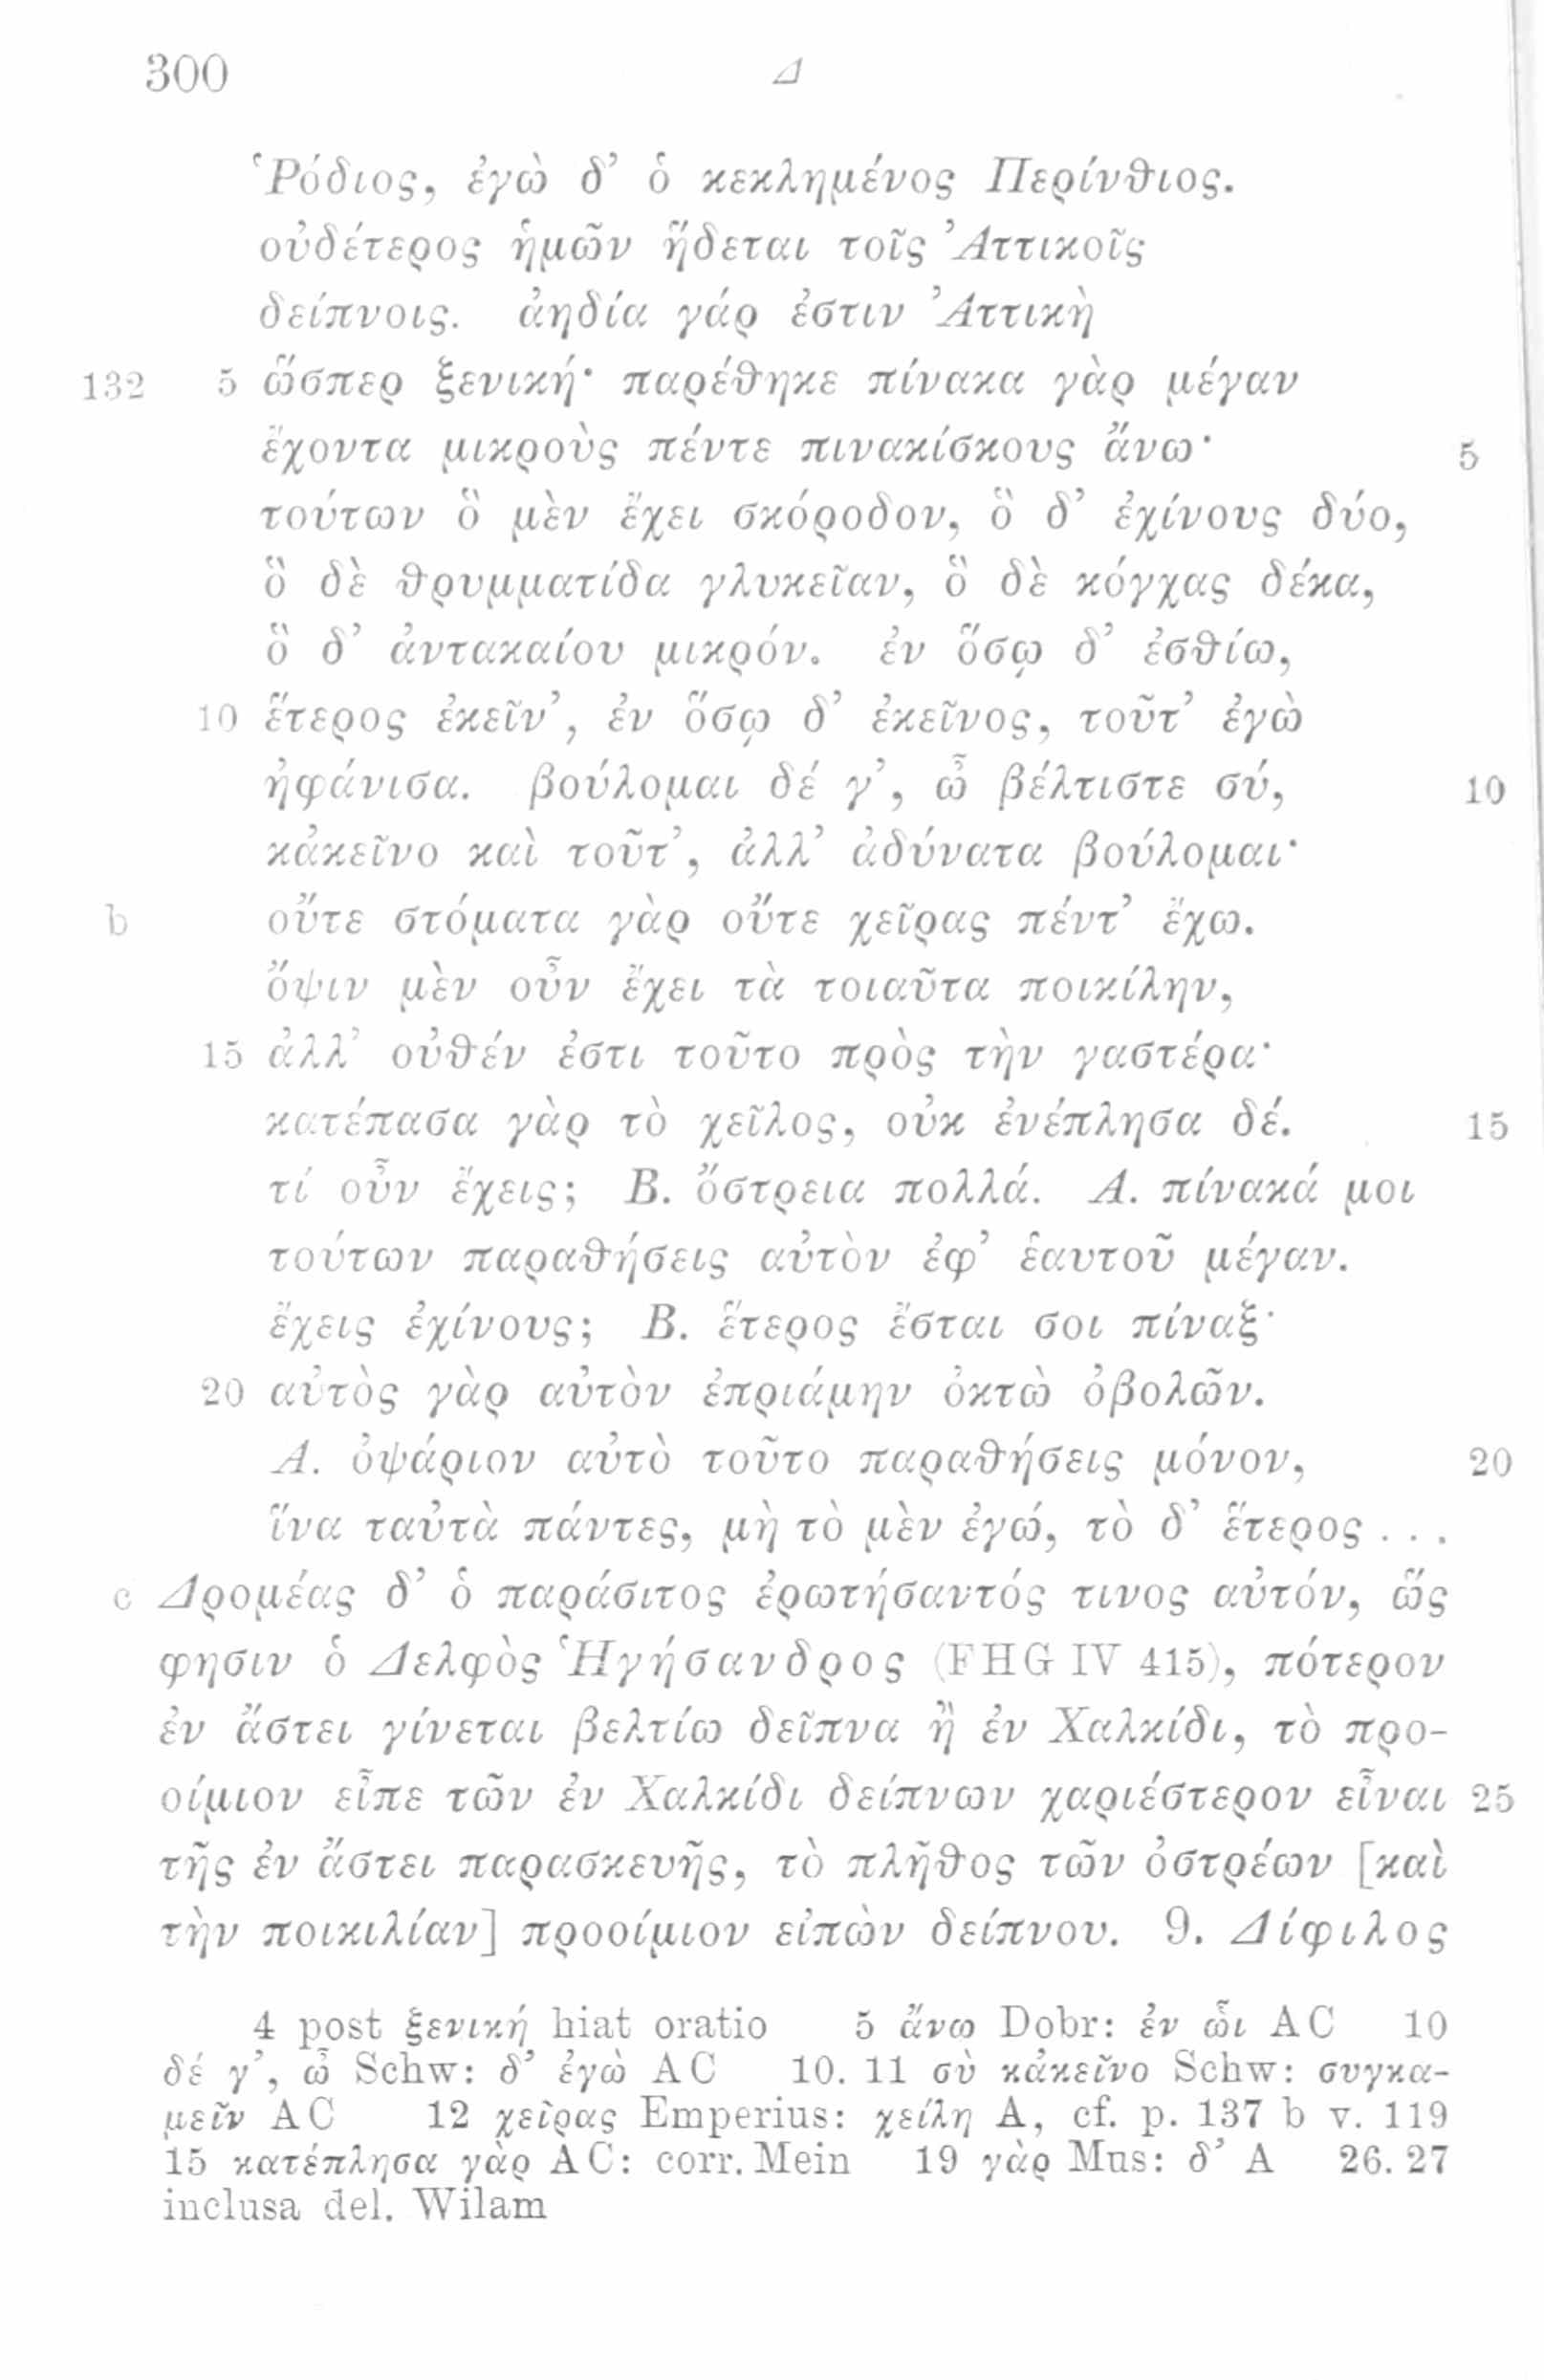 300 Δ
Ῥόδιος, ἐγὼ δ’ ὁ κεκλημένος Περίνθιος.
οὐδέτερος ἡμῶν ἥδεται τοῖς Ἀττικοῖς
δείπνοις. ἀηδία γάρ ἐστιν Ἀττικὴ
132 5 ὥσπερ ξενική· παρέθηκε πίνακα γὰρ μέγαν
ἔχοντα μικροὺς πέντε πινακίσκους ἄνω· 5
τούτων ὃ μὲν ἔχει σκόροδον, ὃ δ’ ἐχίνους δύο,
ὃ δὲ θρυμματίδα γλυκεῖαν, ὃ δὲ κόγχας δέκα,
ὃ δ’ ἀντακαίου μικρόν. ἐν ὅσῳ δ’ ἐσθίω,
10 ἕτερος ἐκεῖν’, ἐν ὅσῳ δ’ ἐκεῖνος, τοῦτ’ ἐγὼ
ἠφάνισα. βούλομαι δέ γ’, ὦ βέλτιστε σύ, 10
κἀκεῖνο καὶ τοῦτ’, ἀλλ’ ἀδύνατα βούλομαι·
b οὔτε στόματα γὰρ οὔτε χεῖρας πέντ’ ἔχω.
ὄψιν μὲν οὖν ἔχει τὰ τοιαῦτα ποικίλην,
15 ἀλλ’ οὐθέν ἐστι τοῦτο πρὸς τὴν γαστέρα·
κατέπασα γὰρ τὸ χεῖλος, οὐκ ἐνέπλησα δέ. 15
τί οὖν ἔχεις; B. ὄστρεια πολλά. A. πίνακά μοι
τούτων παραθήσεις αὐτὸν ἐφ’ ἑαυτοῦ μέγαν.
ἔχεις ἐχίνους; B. ἕτερος ἔσται σοι πίναξ·
20 αὐτὸς γὰρ αὐτὸν ἐπριάμην ὀκτὼ ὀβολῶν.
A. ὀψάριον αὐτὸ τοῦτο παραθήσεις μόνον, 20
ἵνα ταὐτὰ πάντες, μὴ τὸ μὲν ἐγώ, τὸ δ’ ἕτερος . . .
c Δρομέας δ’ ὁ παράσιτος ἐρωτήσαντός τινος αὐτόν, ὥς
φησιν ὁ Δελφὸς Ἡγήσανδρος (FHG IV 415), πότερον
ἐν ἄστει γίνεται βελτίω δεῖπνα ἢ ἐν Χαλκίδι, τὸ προ-
οίμιον εἶπε τῶν ἐν Χαλκίδι δείπνων χαριέστερον εἶναι 25
τῆς ἐν ἄστει παρασκευῆς, τὸ πλῆθος τῶν ὀστρέων [καὶ
τὴν ποικιλίαν] προοίμιον εἰπὼν δείπνου. 9. Δίφιλος
4 post ξενική hiat oratio 5 ἄνω Dobr: ἐν ὧι AC 10
δέ γ’, ὦ Schw: δ’ ἐγὼ AC 10. 11 σὺ κἀκεῖνο Schw: συγκα-
μεῖν AC 12 χεῖρας Emperius: χείλη A, cf. p. 137 b v. 119
15 κατέπλησα γὰρ AC: corr. Mein 19 γὰρ Mus: δ’ A 26. 27
inclusa del. Wilam